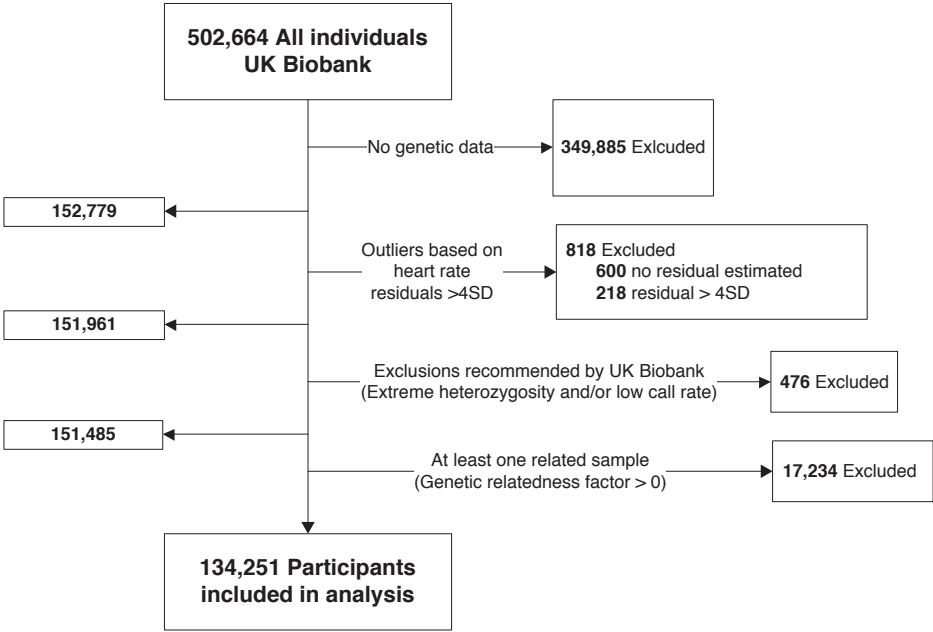 502,664 All individuals
UK Biobank
No genetic data
349,885 Exlcuded
152,779
Outliers based on
heart rate
residuals >4SD
818 Excluded
600 no residual estimated
218 residual > 4SD
151,961
Exclusions recommended by UK Biobank
(Extreme heterozygosity and/or low call rate)
476 Excluded
151,485
At least one related sample
(Genetic relatedness factor > 0)
17,234 Excluded
134,251 Participants
included in analysis